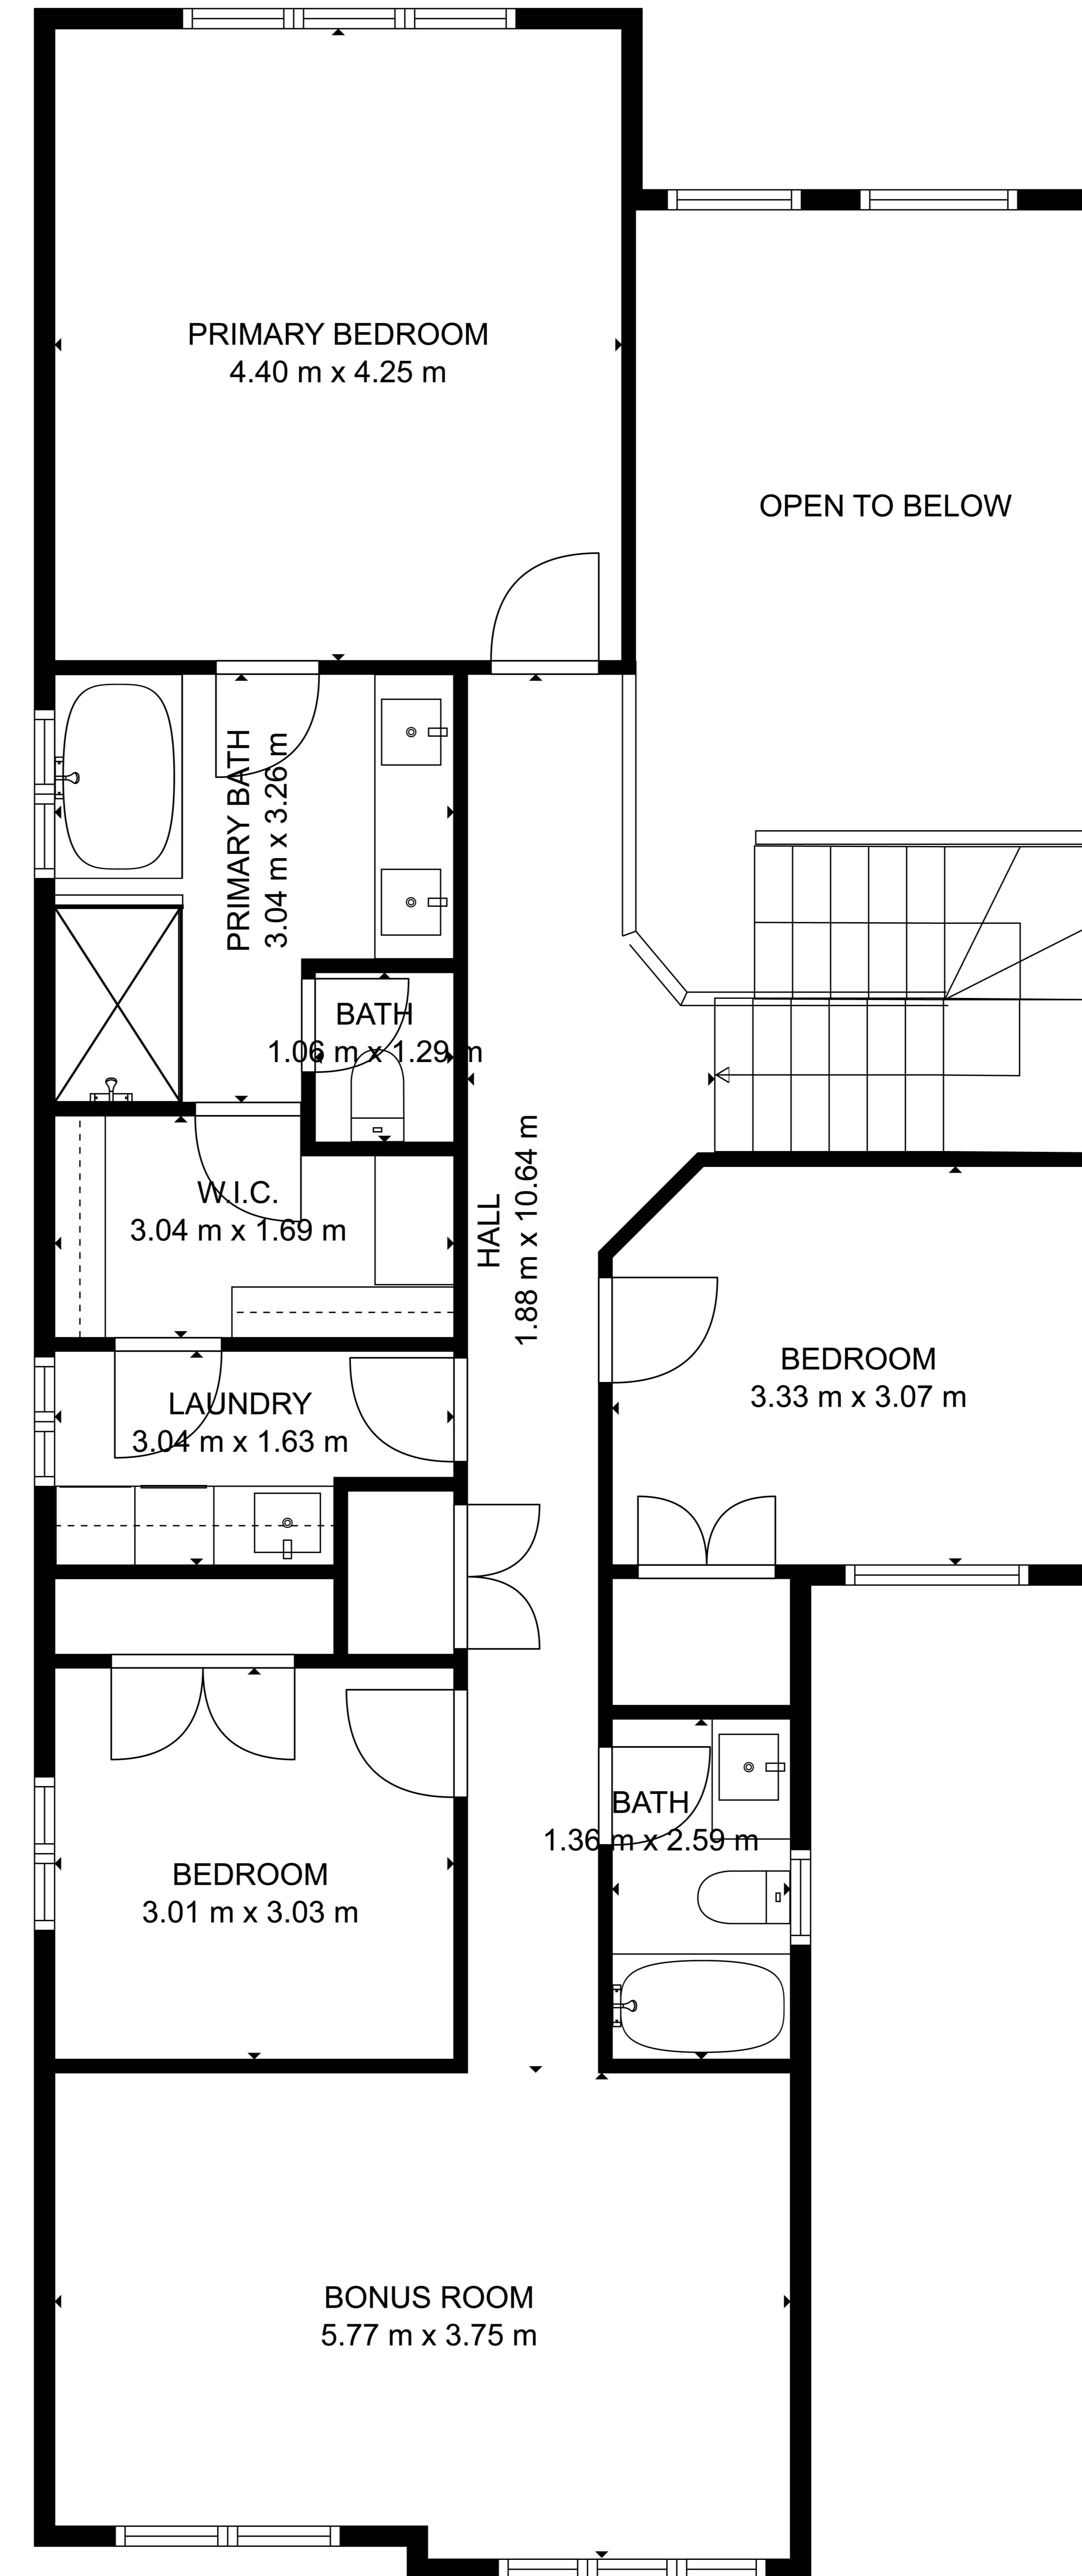 PRIMARY BEDROOM
4.40 m x 4.25 m
OPEN TO BELOW
PRIMARY BATH
3.04 m x 3.26 m
BATH
1.06 m x 1.29 m
W.I.C.
3.04 m x 1.69 m
HALL
1.88 m x 10.64 m
BEDROOM
3.33 m x 3.07 m
LAUNDRY
3.04 m x 1.63 m
BATH
1.36 m x 2.59 m
BEDROOM
3.01 m x 3.03 m
BONUS ROOM
5.77 m x 3.75 m